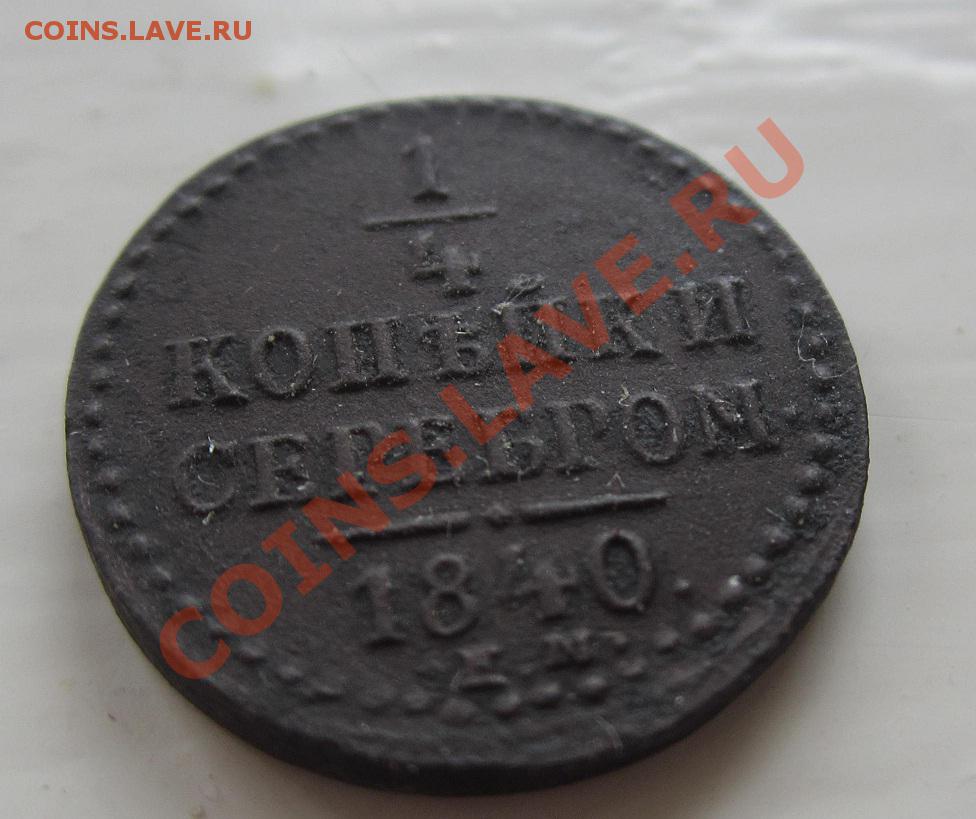 COINS.LAVE.RU
1
4
КОПѢЙКИ
СЕРЕБРОМ
1840.
COINS.LAVE.RU